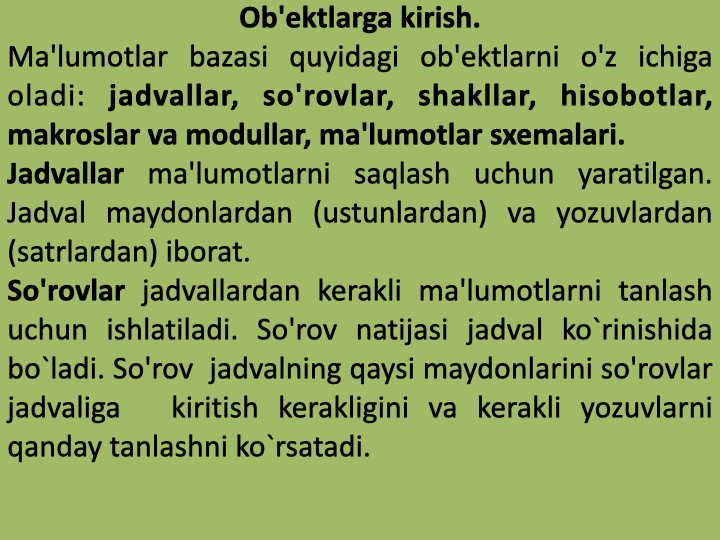 Ob'ektlarga kirish.
Ma'lumotlar bazasi quyidagi ob'ektlarni o'z ichiga
oladi: jadvallar, so'rovlar, shakllar, hisobotlar,
makroslar va modullar, ma'lumotlar sxemalari.
Jadvallar ma'lumotlarni saqlash uchun yaratilgan.
Jadval maydonlardan (ustunlardan) va yozuvlardan
(satrlardan) iborat.
So'rovlar jadvallardan kerakli ma'lumotlarni tanlash
uchun ishlatiladi. So'rov natijasi jadval ko`rinishida
bo`ladi. So'rov jadvalning qaysi maydonlarini so'rovlar
jadvaliga kiritish kerakligini va kerakli yozuvlarni
qanday tanlashni ko`rsatadi.